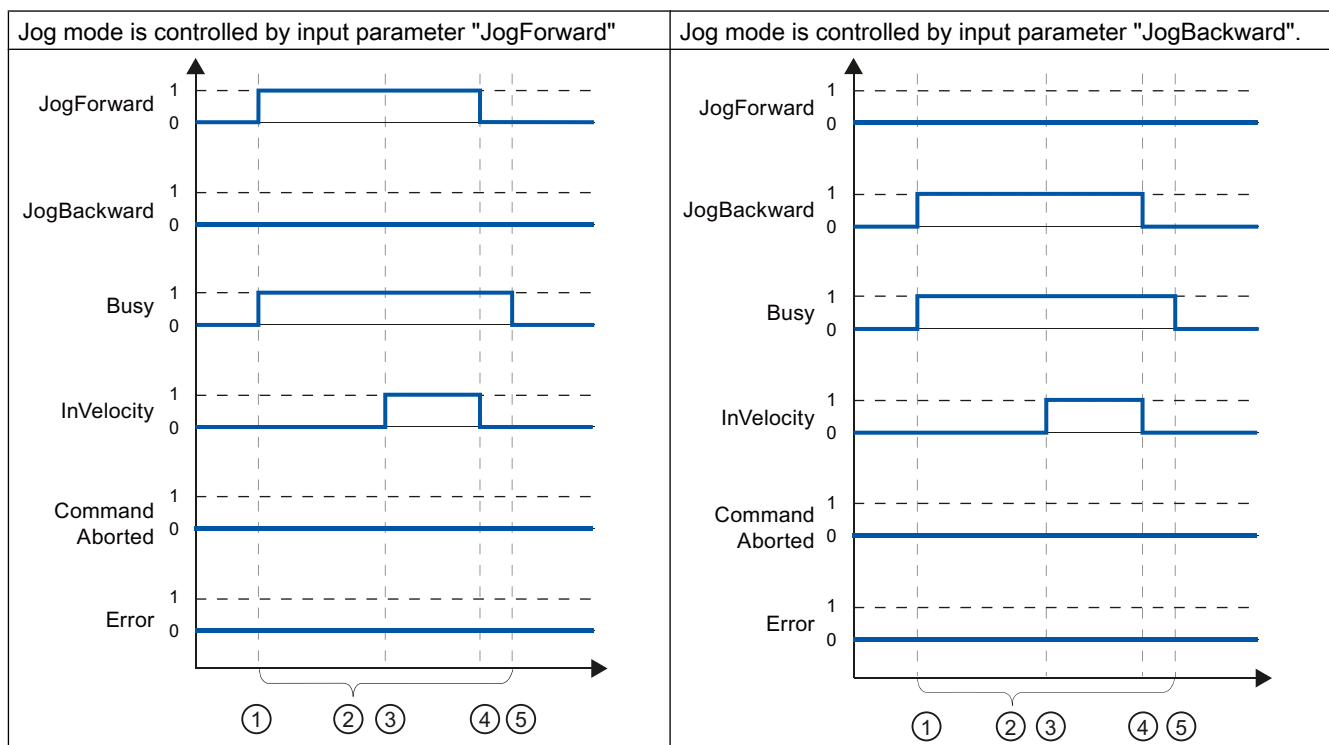 Jog mode is controlled by input parameter "JogForward"
JogForward
1
0
JogBackward
1
0
Busy
1
0
InVelocity
1
0
Command
Aborted
1
0
Error
1
0
① ② ③ ④ ⑤
Jog mode is controlled by input parameter "JogBackward".
JogForward
1
0
JogBackward
1
0
Busy
1
0
InVelocity
1
0
Command
Aborted
1
0
Error
1
0
① ② ③ ④ ⑤